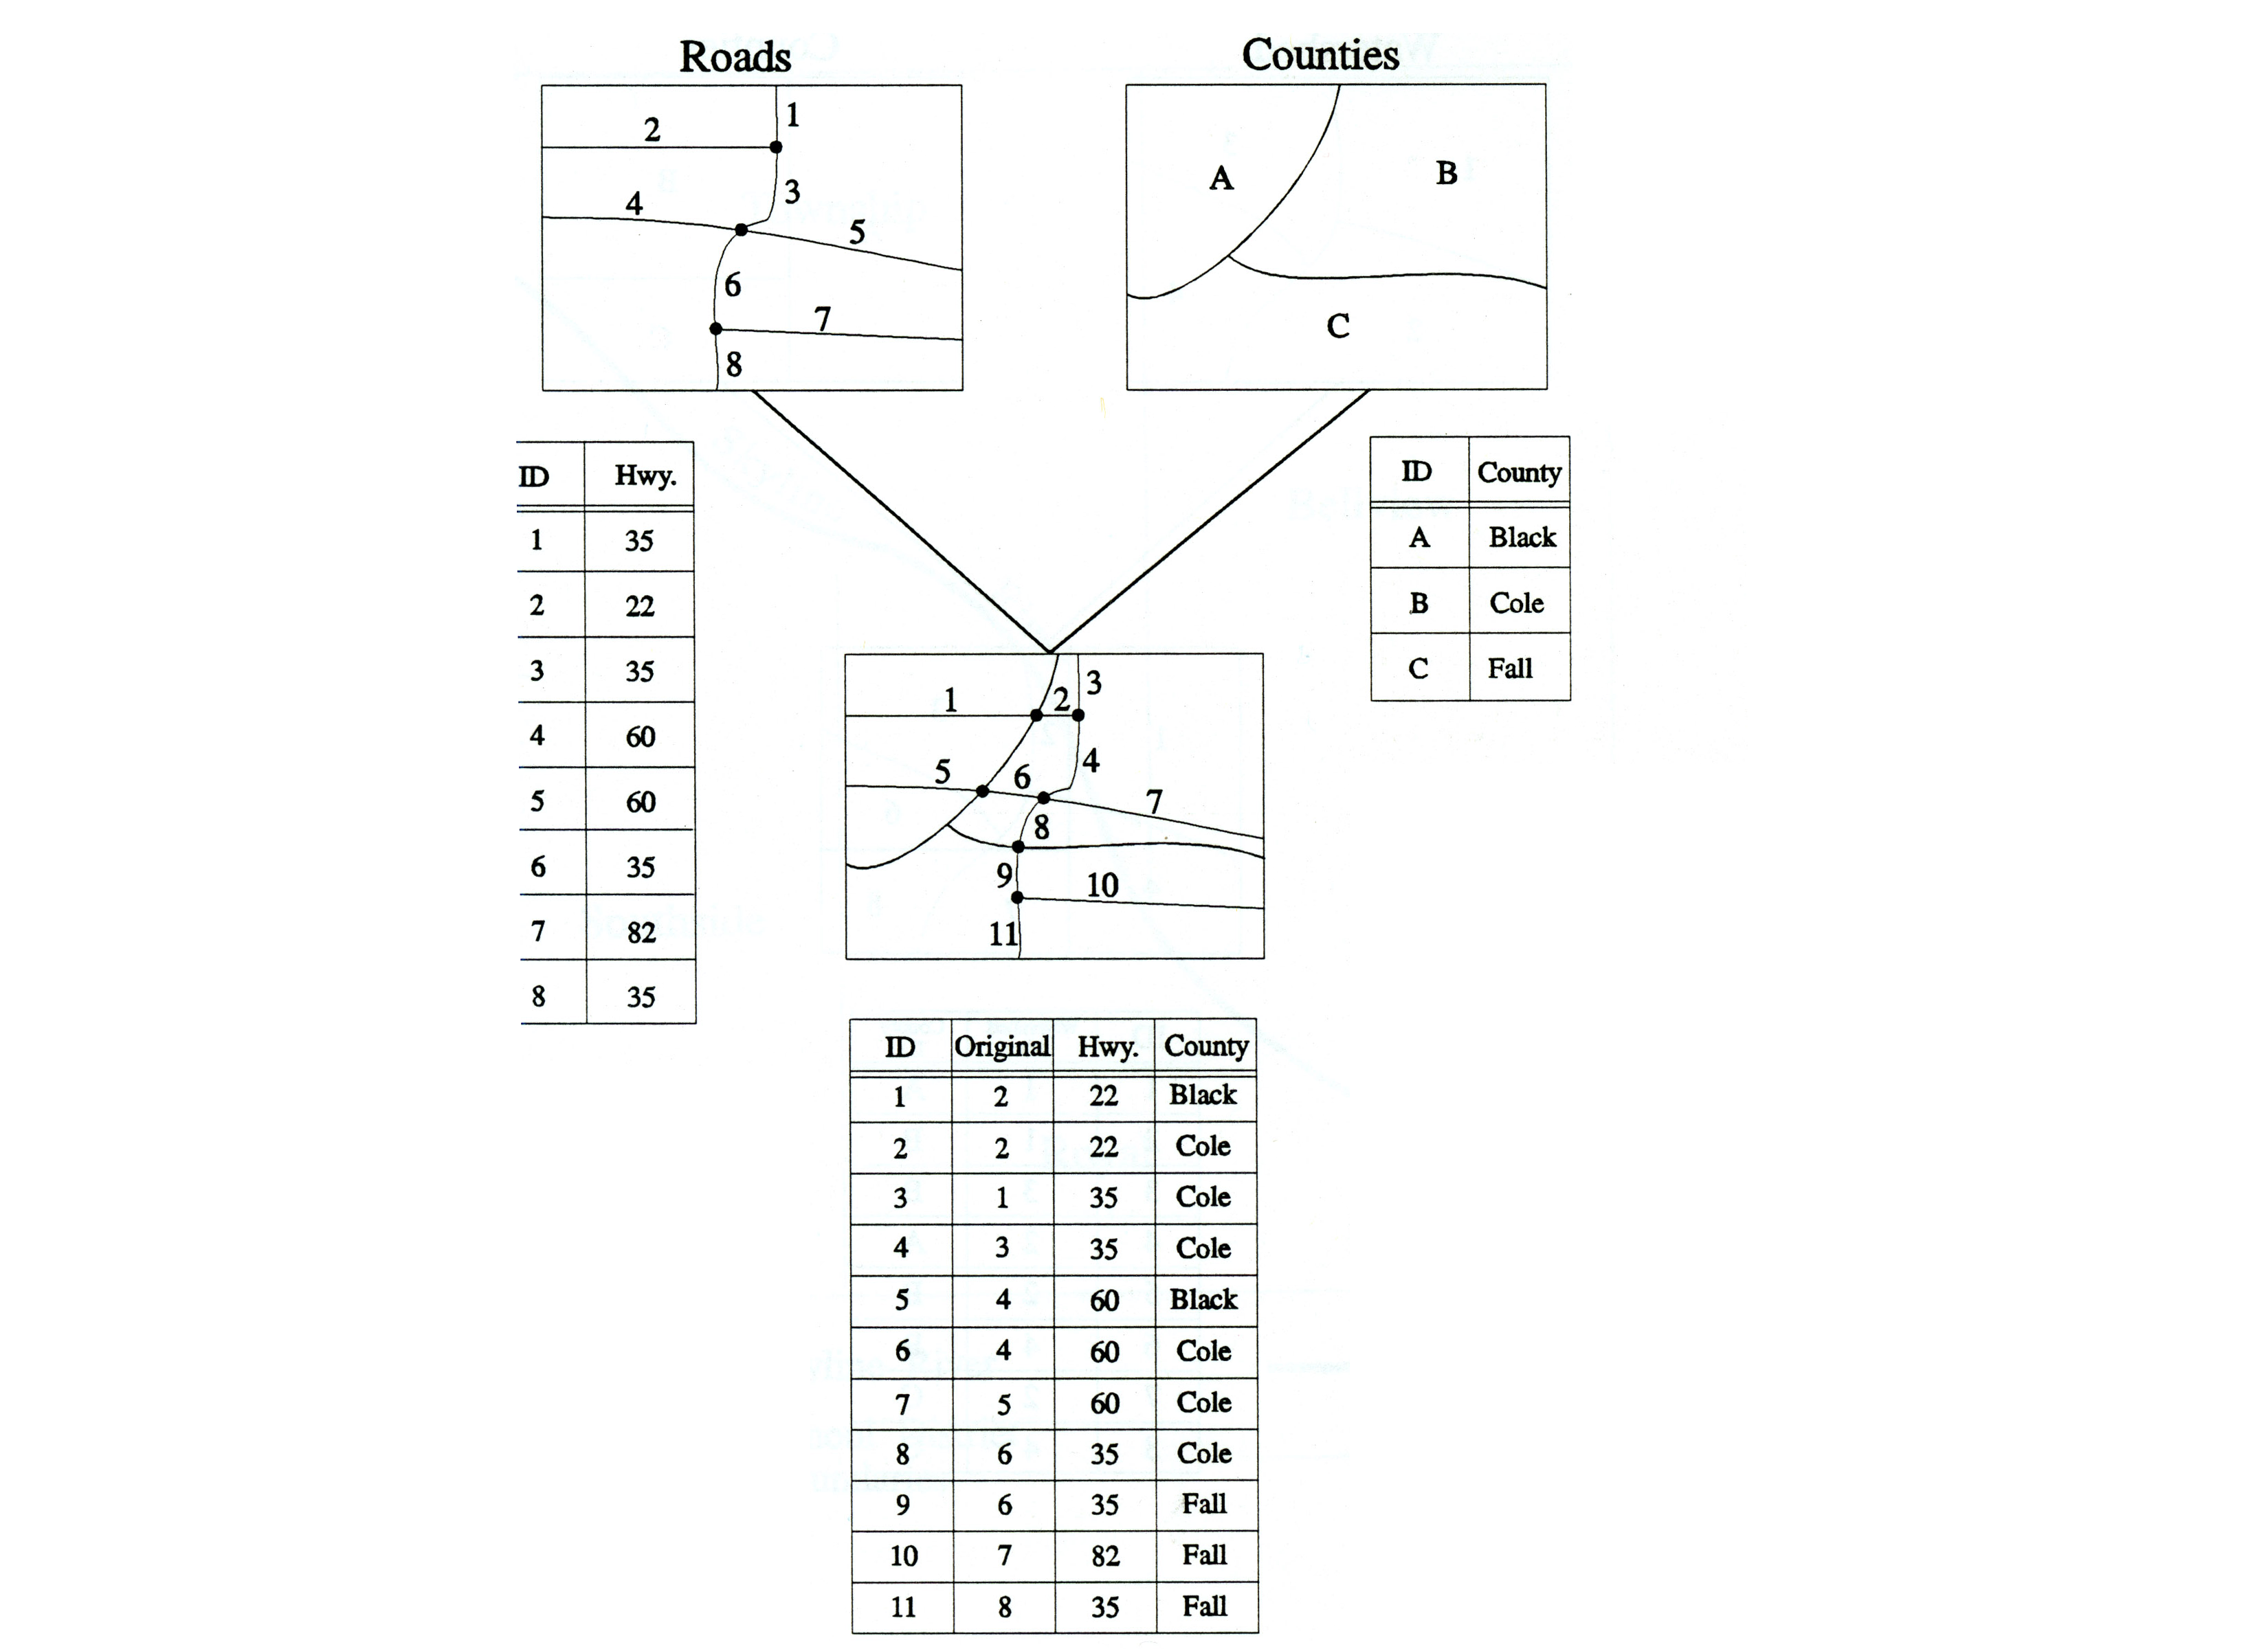 Roads
Counties
1
2
3
4
5
6
7
8
A
B
C
ID Hwy.
1 35
2 22
3 35
4 60
5 60
6 35
7 82
8 35
ID County
A Black
B Cole
C Fall
1
2
3
4
5
6
7
8
9
10
11
ID Original Hwy. County
1 2 22 Black
2 2 22 Cole
3 1 35 Cole
4 3 35 Cole
5 4 60 Black
6 4 60 Cole
7 5 60 Cole
8 6 35 Cole
9 6 35 Fall
10 7 82 Fall
11 8 35 Fall